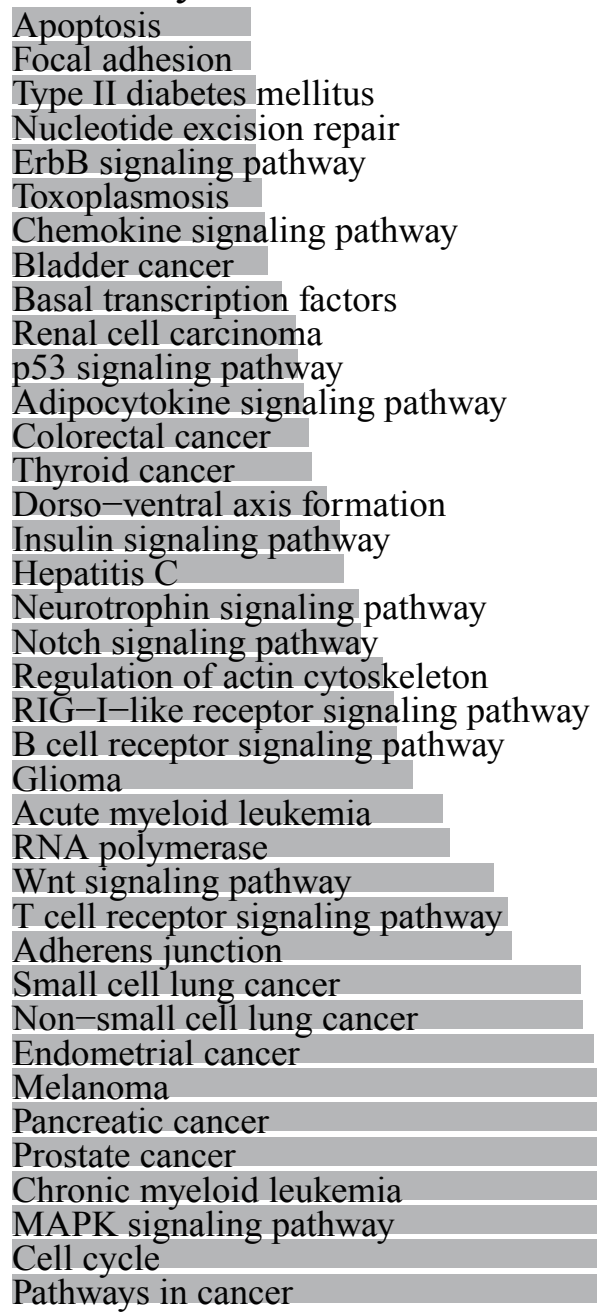 Apoptosis
Focal adhesion
Type II diabetes mellitus
Nucleotide excision repair
ErbB signaling pathway
Toxoplasmosis
Chemokine signaling pathway
Bladder cancer
Basal transcription factors
Renal cell carcinoma
p53 signaling pathway
Adipocytokine signaling pathway
Colorectal cancer
Thyroid cancer
Dorso−ventral axis formation
Insulin signaling pathway
Hepatitis C
Neurotrophin signaling pathway
Notch signaling pathway
Regulation of actin cytoskeleton
RIG−I−like receptor signaling pathway
B cell receptor signaling pathway
Glioma
Acute myeloid leukemia
RNA polymerase
Wnt signaling pathway
T cell receptor signaling pathway
Adherens junction
Small cell lung cancer
Non−small cell lung cancer
Endometrial cancer
Melanoma
Pancreatic cancer
Prostate cancer
Chronic myeloid leukemia
MAPK signaling pathway
Cell cycle
Pathways in cancer